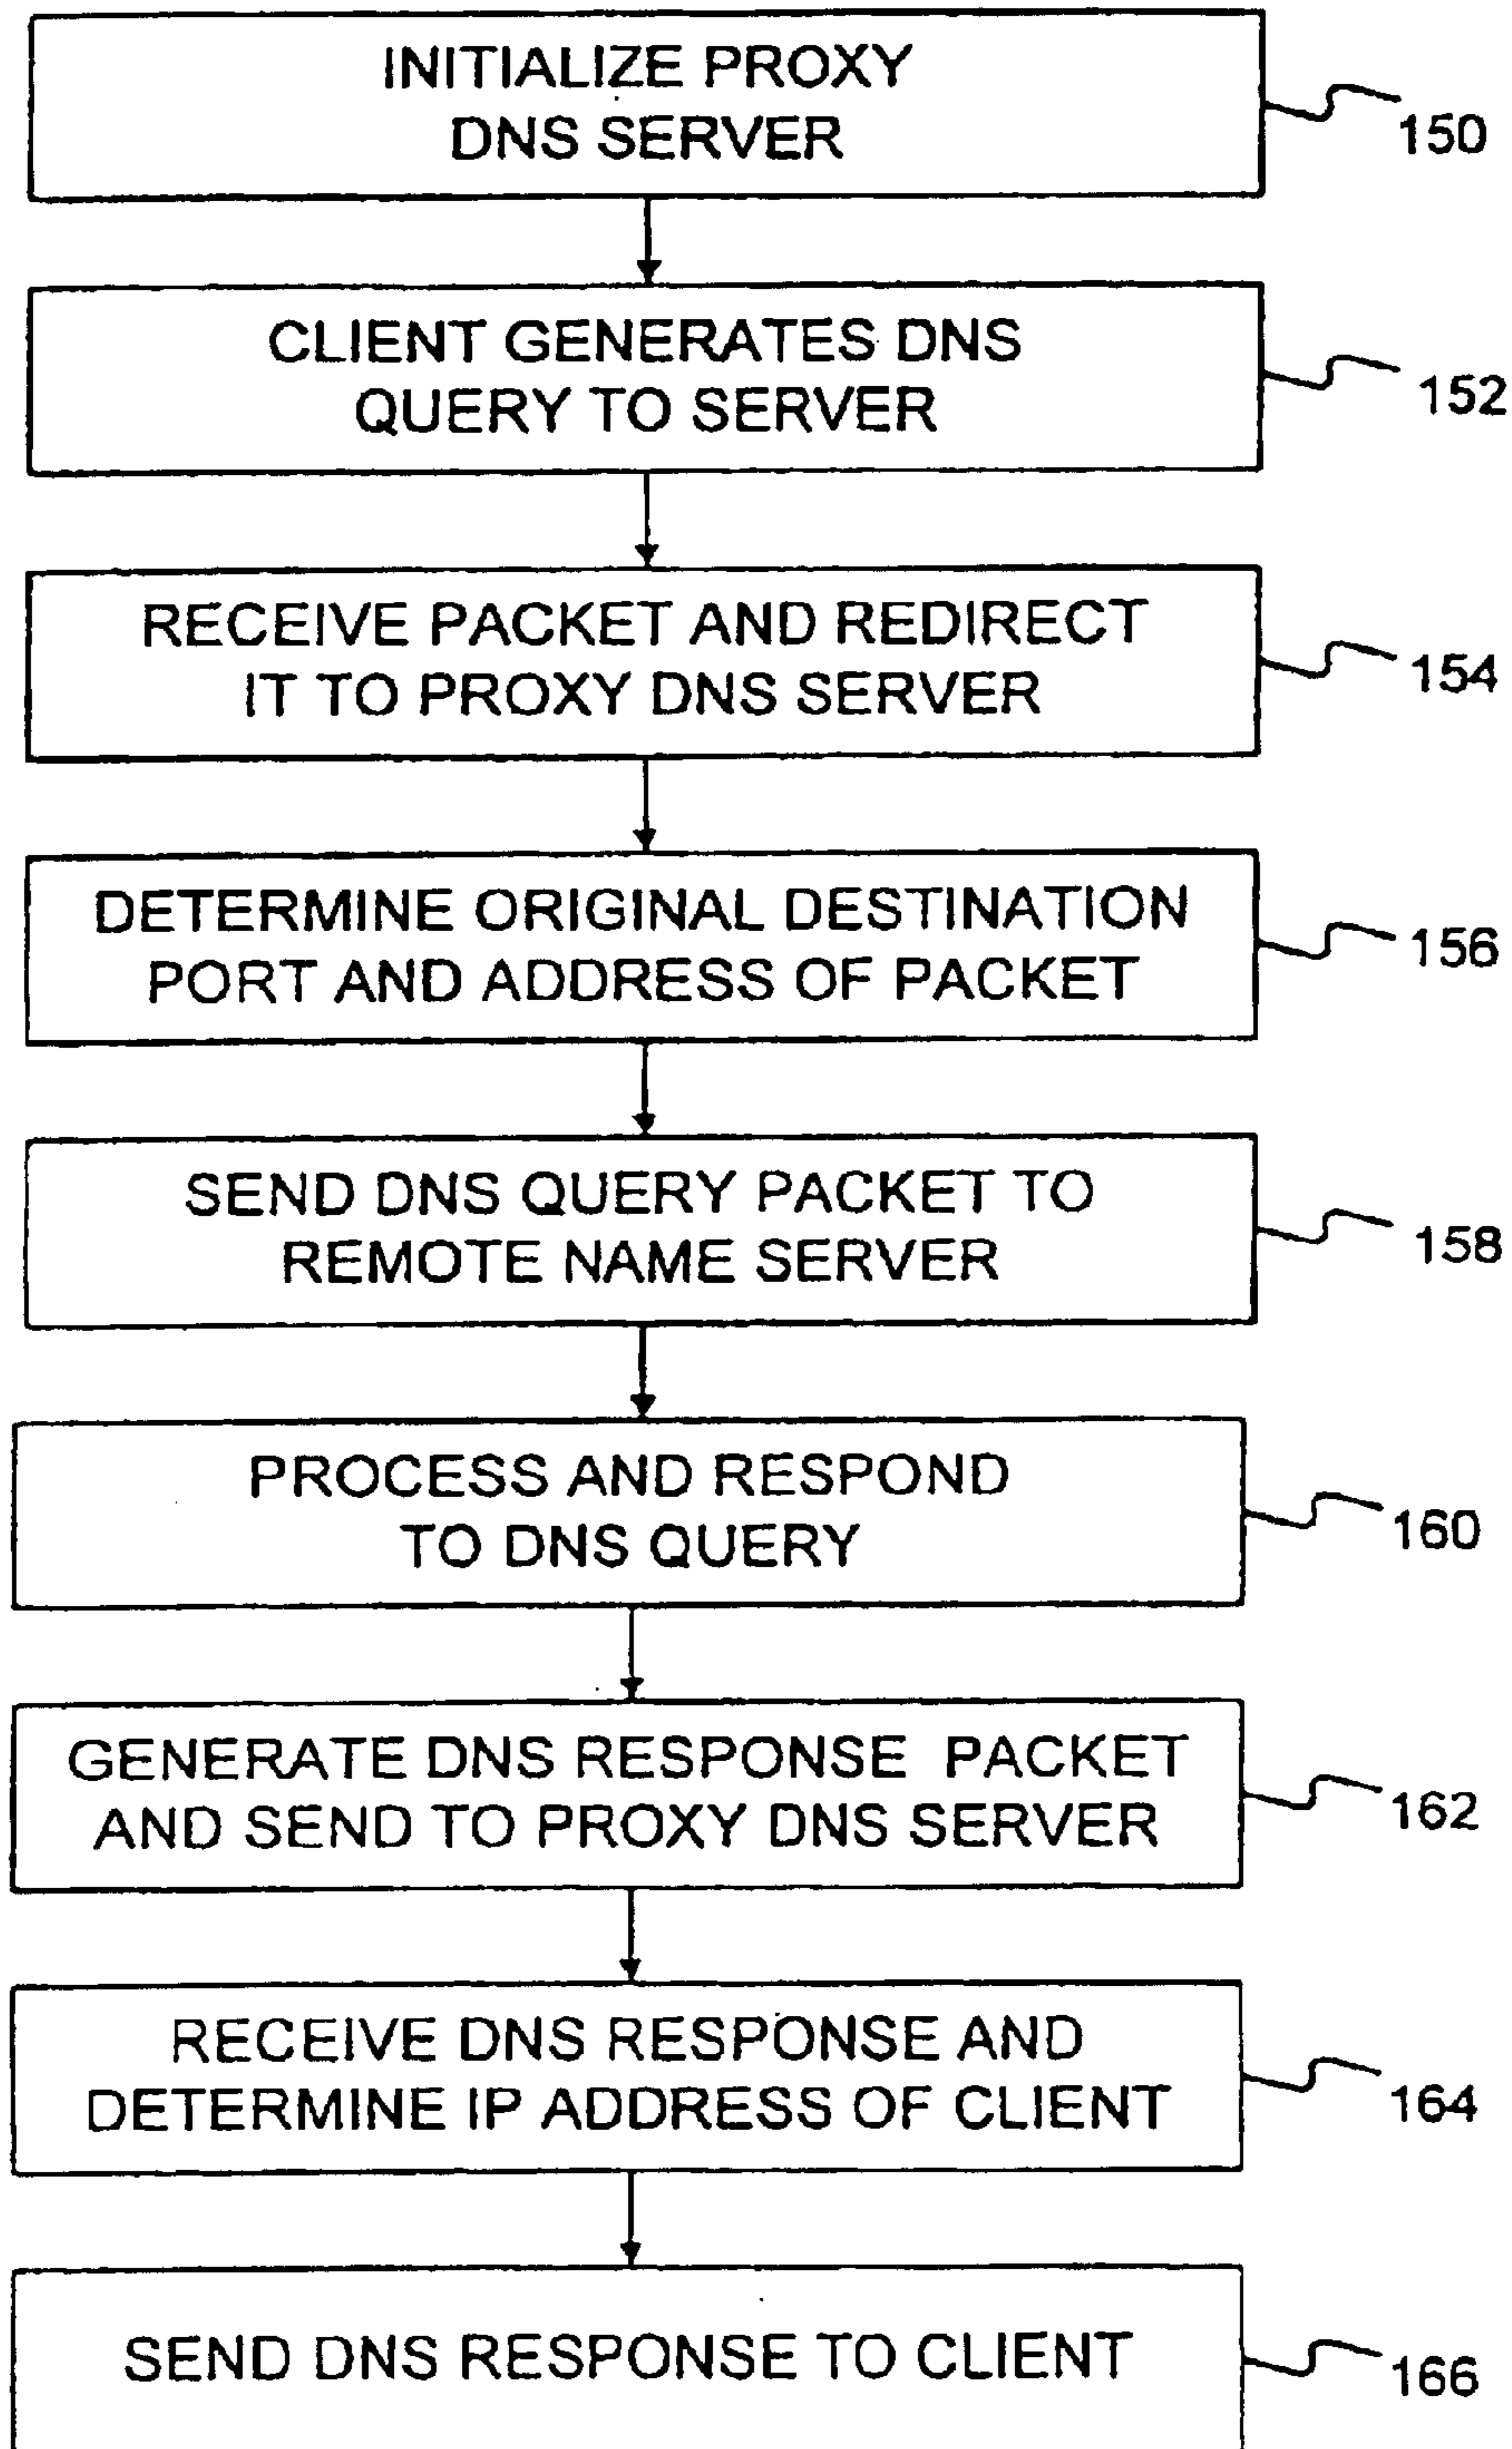 INITIALIZE PROXY
DNS SERVER
150
CLIENT GENERATES DNS
QUERY TO SERVER
152
RECEIVE PACKET AND REDIRECT
IT TO PROXY DNS SERVER
154
DETERMINE ORIGINAL DESTINATION
PORT AND ADDRESS OF PACKET
156
SEND DNS QUERY PACKET TO
REMOTE NAME SERVER
158
PROCESS AND RESPOND
TO DNS QUERY
160
GENERATE DNS RESPONSE PACKET
AND SEND TO PROXY DNS SERVER
162
RECEIVE DNS RESPONSE AND
DETERMINE IP ADDRESS OF CLIENT
164
SEND DNS RESPONSE TO CLIENT
166